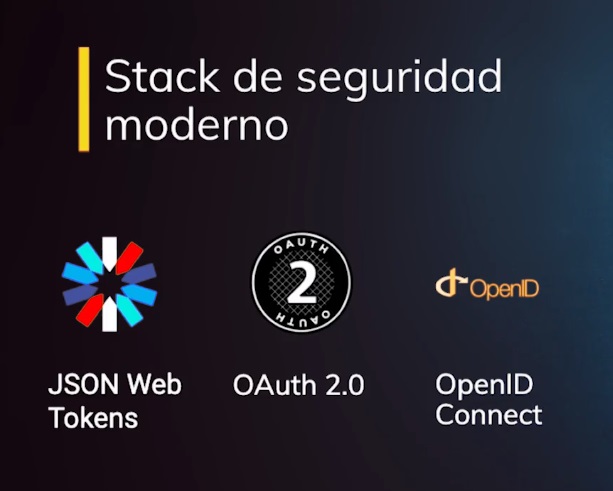 Stack de seguridad
moderno
OAUTH
2
OAUTH
OpenID
JSON Web
Tokens
OAuth 2.0
OpenID
Connect